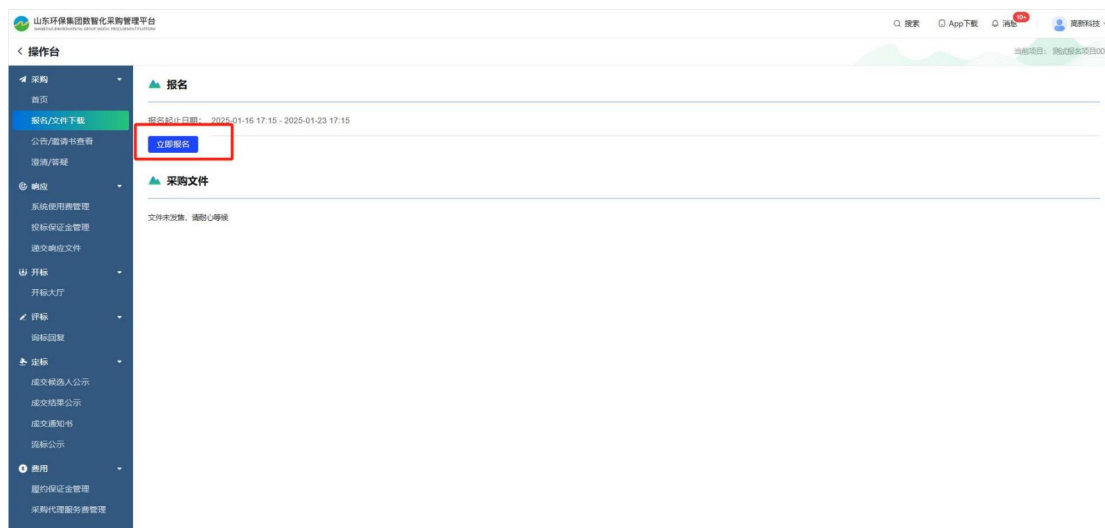 山东环保集团数智化采购管理平台
搜索 App下载 消息 10+ 高新科技
操作台
当前项目： 测试报名项目00
采购
首页
报名/文件下载
公告/邀请书查看
澄清/答疑
响应
系统使用费管理
投标保证金管理
递交响应文件
开标
开标大厅
评标
询标回复
定标
成交候选人公示
成交结果公示
成交通知书
流标公示
费用
履约保证金管理
采购代理服务费管理
报名
报名起止日期： 2025-01-16 17:15 - 2025-01-23 17:15
立即报名
采购文件
文件未发售，请耐心等候